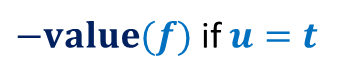 −value(f) if u = t